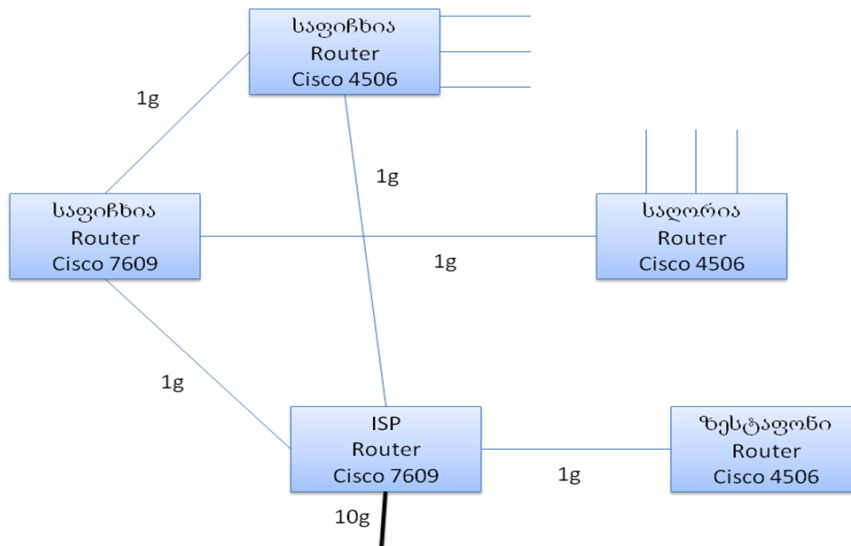 საფიჩხია
Router
Cisco 4506
1g
1g
საფიჩხია
Router
Cisco 7609
საღორია
Router
Cisco 4506
1g
1g
ISP
Router
Cisco 7609
ზესტაფონი
Router
Cisco 4506
1g
10g